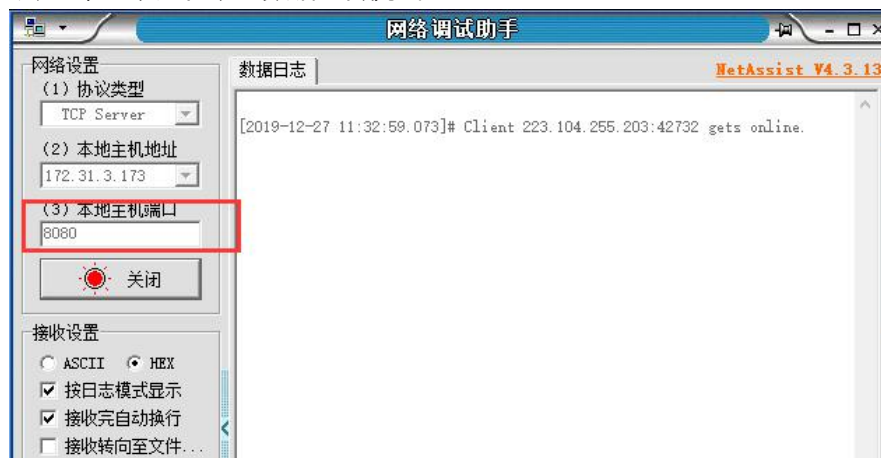 网络调试助手
网络设置
(1) 协议类型
TCP Server
(2) 本地主机地址
172.31.3.173
(3) 本地主机端口
8080
关闭
接收设置
ASCII HEX
按日志模式显示
接收完自动换行
接收转向至文件...
数据日志
NetAssist V4.3.13
[2019-12-27 11:32:59.073]# Client 223.104.255.203:42732 gets online.